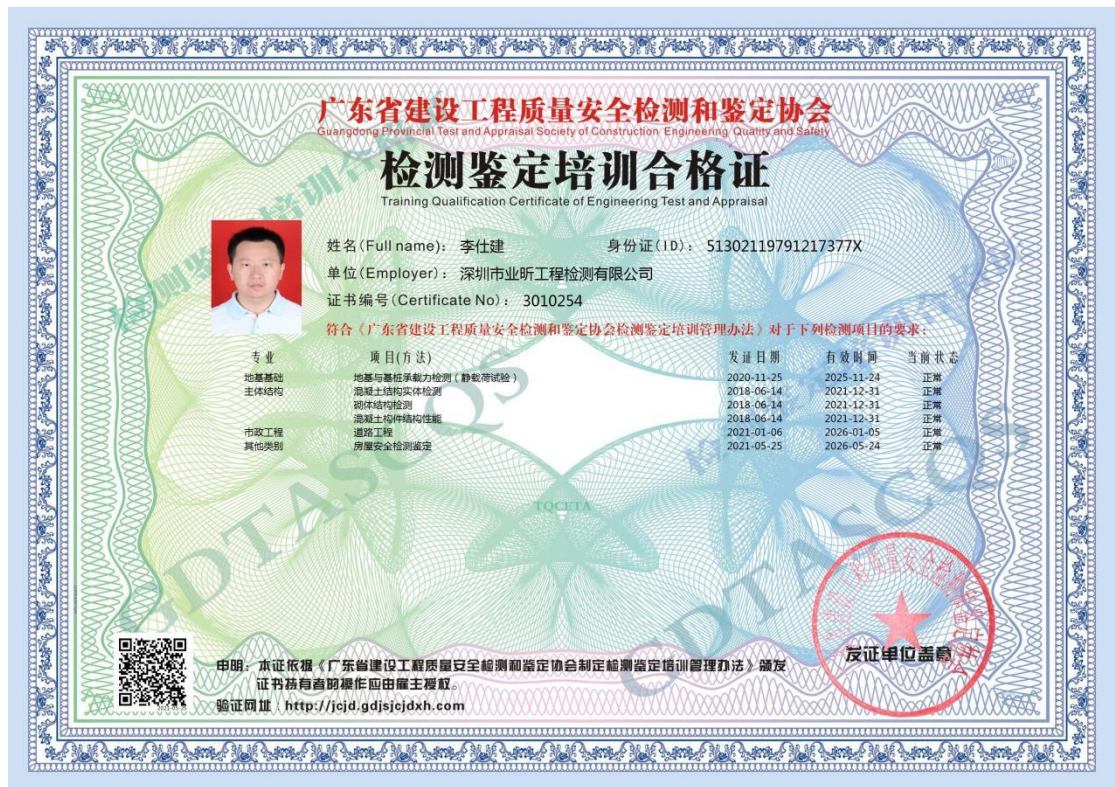 广东省建设工程质量安全检测和鉴定协会
Guangdong Provincial Test and Appraisal Society of Construction Engineering Quality and Safety
检测鉴定培训合格证
Training Qualification Certificate of Engineering Test and Appraisal
姓名(Full name): 李仕建 身份证(ID): 51302119791217377X
单位(Employer): 深圳市业昕工程检测有限公司
证书编号(Certificate No): 3010254
符合《广东省建设工程质量安全检测和鉴定协会检测鉴定培训管理办法》对于下列检测项目的要求:
专业 项目(方法) 发证日期 有效时间 当前状态
地基基础 地基与基桩承载力检测(静载荷试验) 2020-11-25 2025-11-24 正常
主体结构 混凝土结构实体检测 2018-06-14 2021-12-31 正常
砌体结构检测 2018-06-14 2021-12-31 正常
混凝土构件结构性能 2018-06-14 2021-12-31 正常
市政工程 道路工程 2021-01-06 2026-01-05 正常
其他类别 房屋安全检测鉴定 2021-05-25 2026-05-24 正常
TQCETA
GDTASCQS
GDTASCQS
发证单位盖章
申明: 本证依据《广东省建设工程质量安全检测和鉴定协会制定检测鉴定培训管理办法》颁发
证书持有者的操作应由雇主授权。
验证网址 http://jcjd.gdjsjcjdxh.com